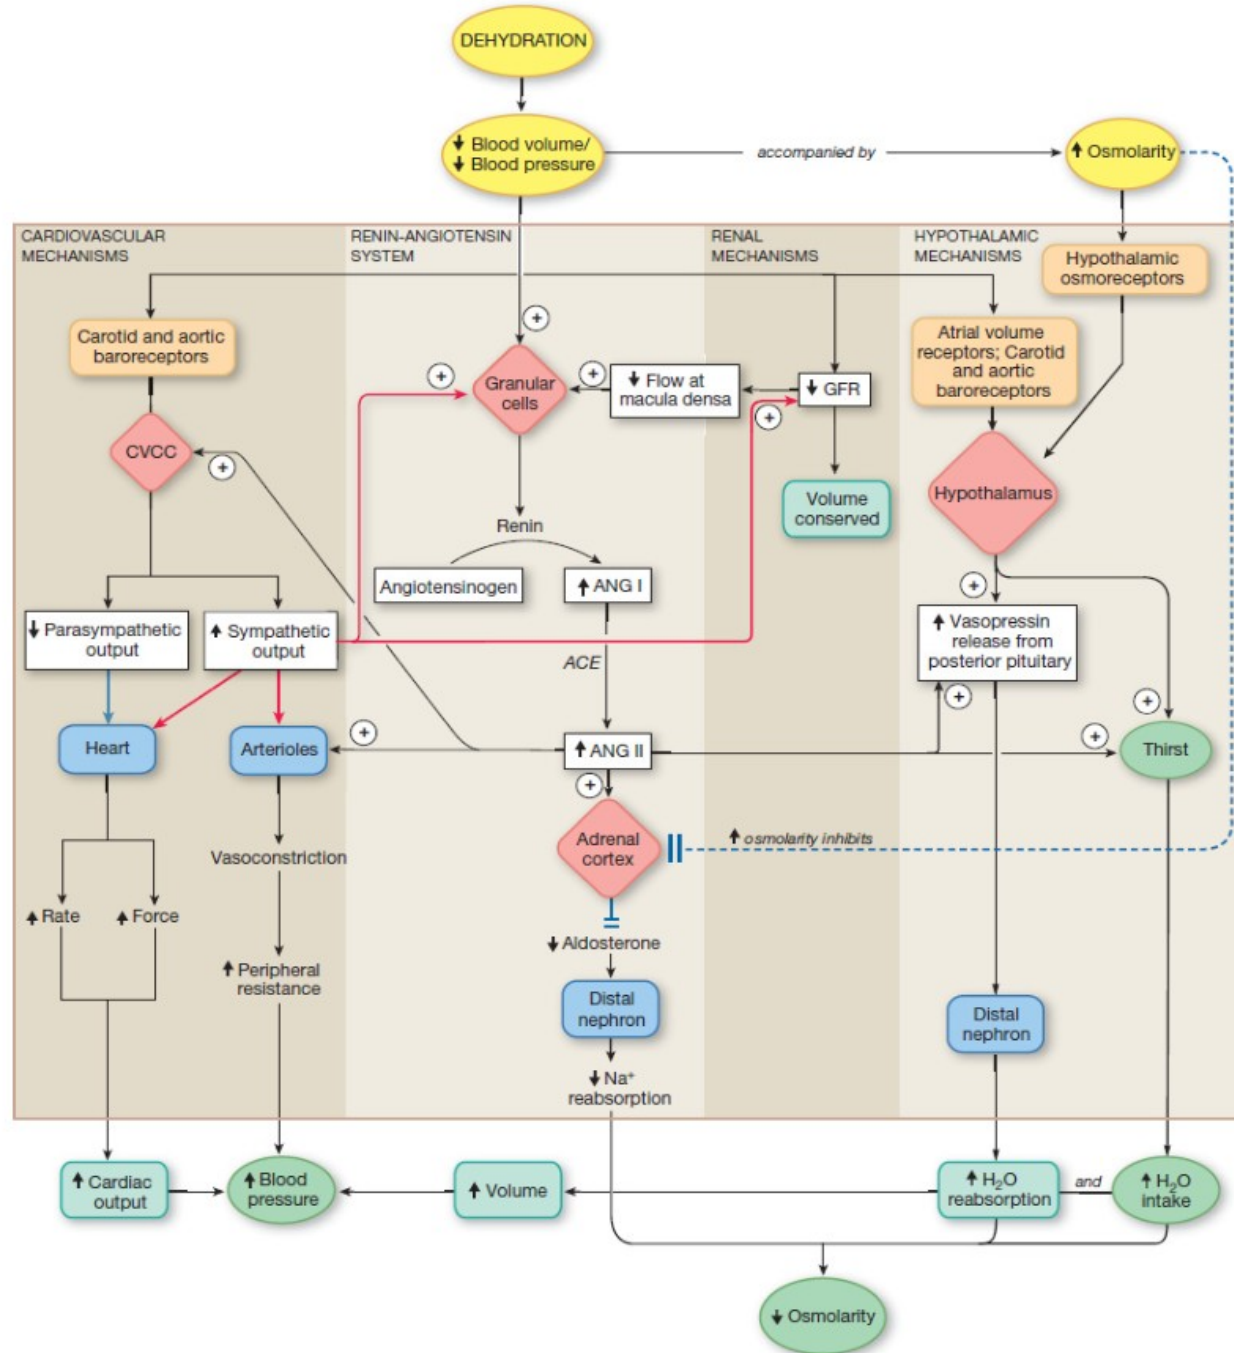 DEHYDRATION
↓ Blood volume/
↓ Blood pressure
accompanied by
↑ Osmolarity
CARDIOVASCULAR
MECHANISMS
RENIN-ANGIOTENSIN
SYSTEM
RENAL
MECHANISMS
HYPOTHALAMIC
MECHANISMS
Hypothalamic
osmoreceptors
Carotid and aortic
baroreceptors
+
Atrial volume
receptors; Carotid
and aortic
baroreceptors
+
Granular
cells
+
↓ Flow at
macula densa
↓ GFR
+
CVCC
+
Hypothalamus
Volume
conserved
Renin
Angiotensinogen
↑ ANG I
+
↓ Parasympathetic
output
↑ Sympathetic
output
ACE
↑ Vasopressin
release from
posterior pituitary
+
+
Heart
Arterioles
+
↑ ANG II
+
Thirst
+
Adrenal
cortex
↑ osmolarity inhibits
Vasoconstriction
↑ Rate
↑ Force
↓ Aldosterone
↑ Peripheral
resistance
Distal
nephron
Distal
nephron
↓ Na⁺
reabsorption
↑ Cardiac
output
↑ Blood
pressure
↑ Volume
↑ H₂O
reabsorption
and
↑ H₂O
intake
↓ Osmolarity